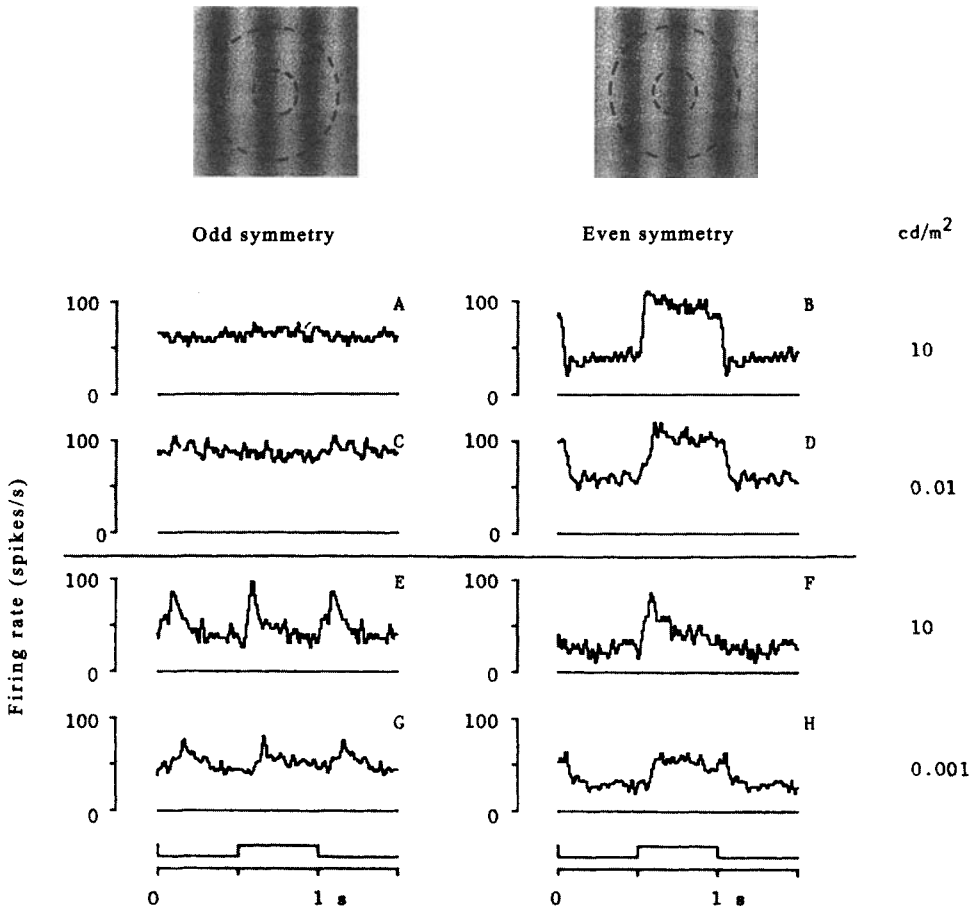 Odd symmetry Even symmetry cd/m²
Firing rate (spikes/s)
100 A 100 B
0 0 10
100 C 100 D
0 0 0.01
100 E 100 F
0 0 10
100 G 100 H
0 0 0.001
0 1 s 0 1 s